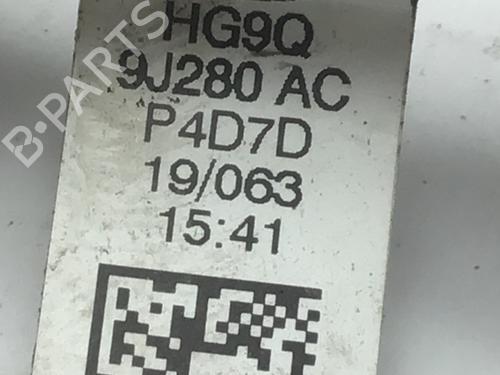 HG9Q
9J280 AC
P4D7D
19/063
15:41
B-PARTS